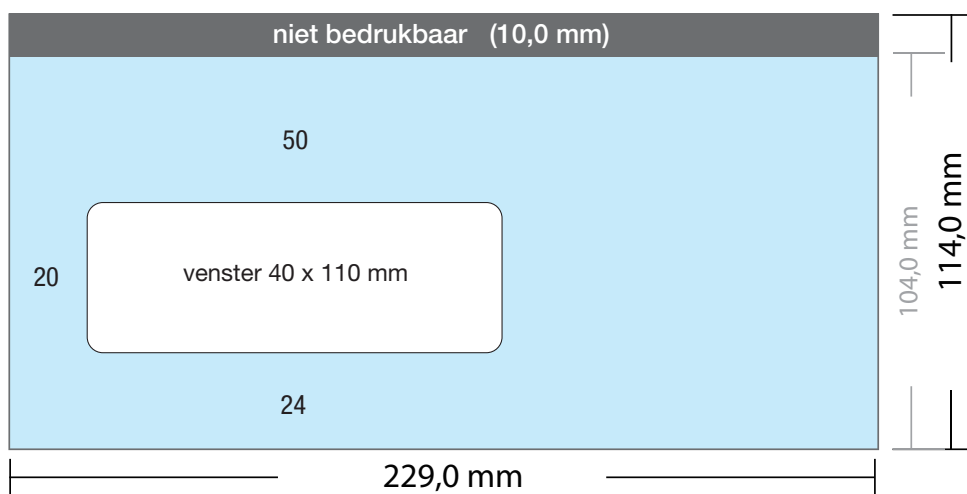 niet bedrukbaar (10,0 mm)
50
20
venster 40 x 110 mm
24
104,0 mm
114,0 mm
229,0 mm